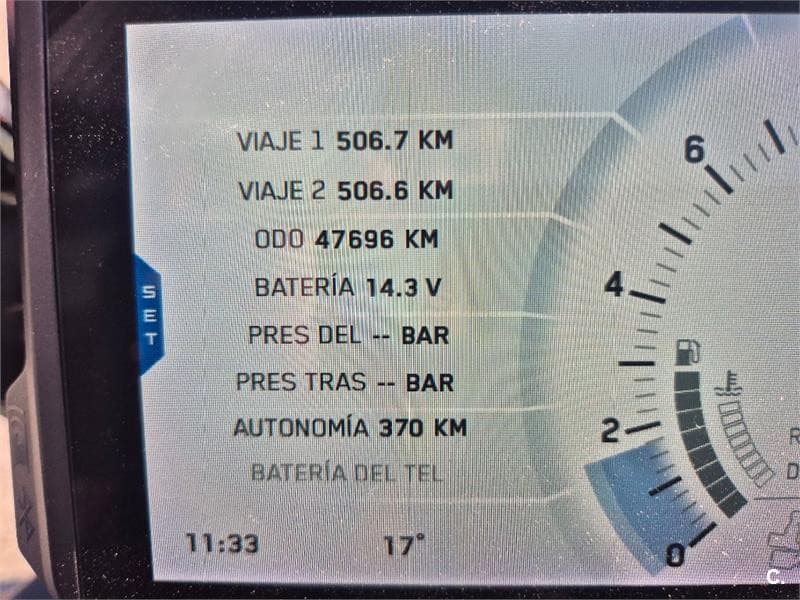 VIAJE 1 506.7 KM
VIAJE 2 506.6 KM
ODO 47696 KM
BATERÍA 14.3 V
PRES DEL -- BAR
PRES TRAS -- BAR
AUTONOMÍA 370 KM
BATERÍA DEL TEL
11:33 17°
SET
6
4
2
0
R
D
C.